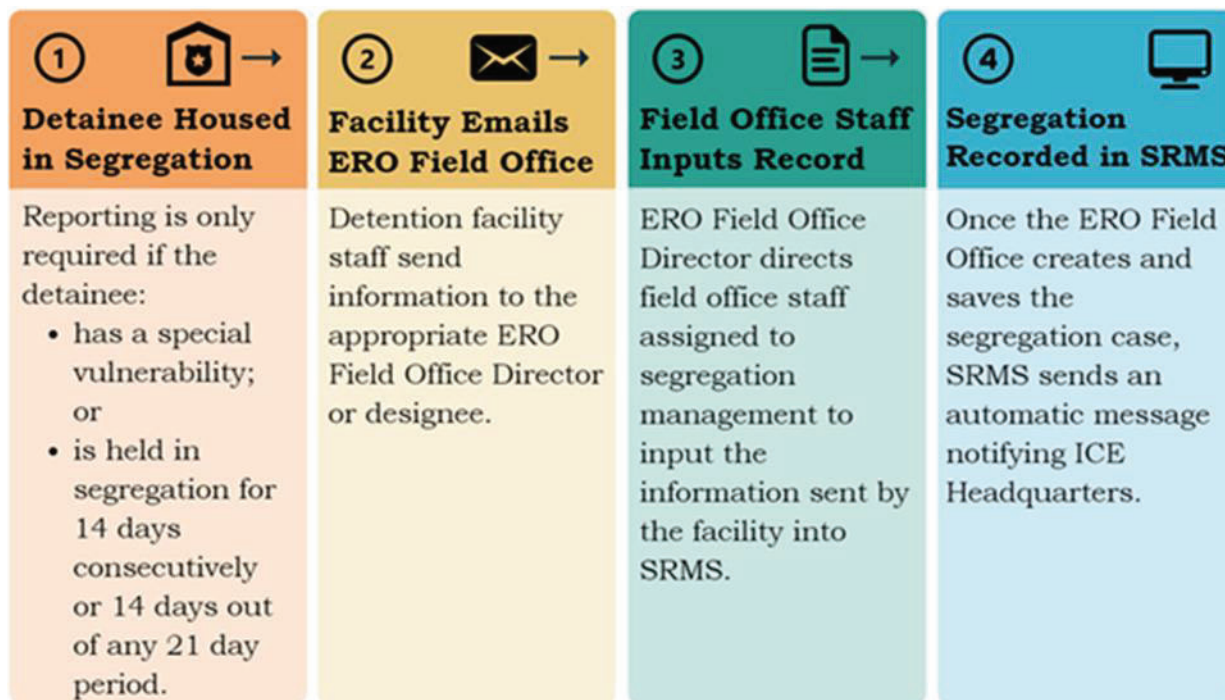 1
Detainee Housed
in Segregation
Reporting is only
required if the
detainee:
• has a special
vulnerability;
or
• is held in
segregation for
14 days
consecutively
or 14 days out
of any 21 day
period.
2
Facility Emails
ERO Field Office
Detention facility
staff send
information to the
appropriate ERO
Field Office Director
or designee.
3
Field Office Staff
Inputs Record
ERO Field Office
Director directs
field office staff
assigned to
segregation
management to
input the
information sent by
the facility into
SRMS.
4
Segregation
Recorded in SRMS
Once the ERO Field
Office creates and
saves the
segregation case,
SRMS sends an
automatic message
notifying ICE
Headquarters.